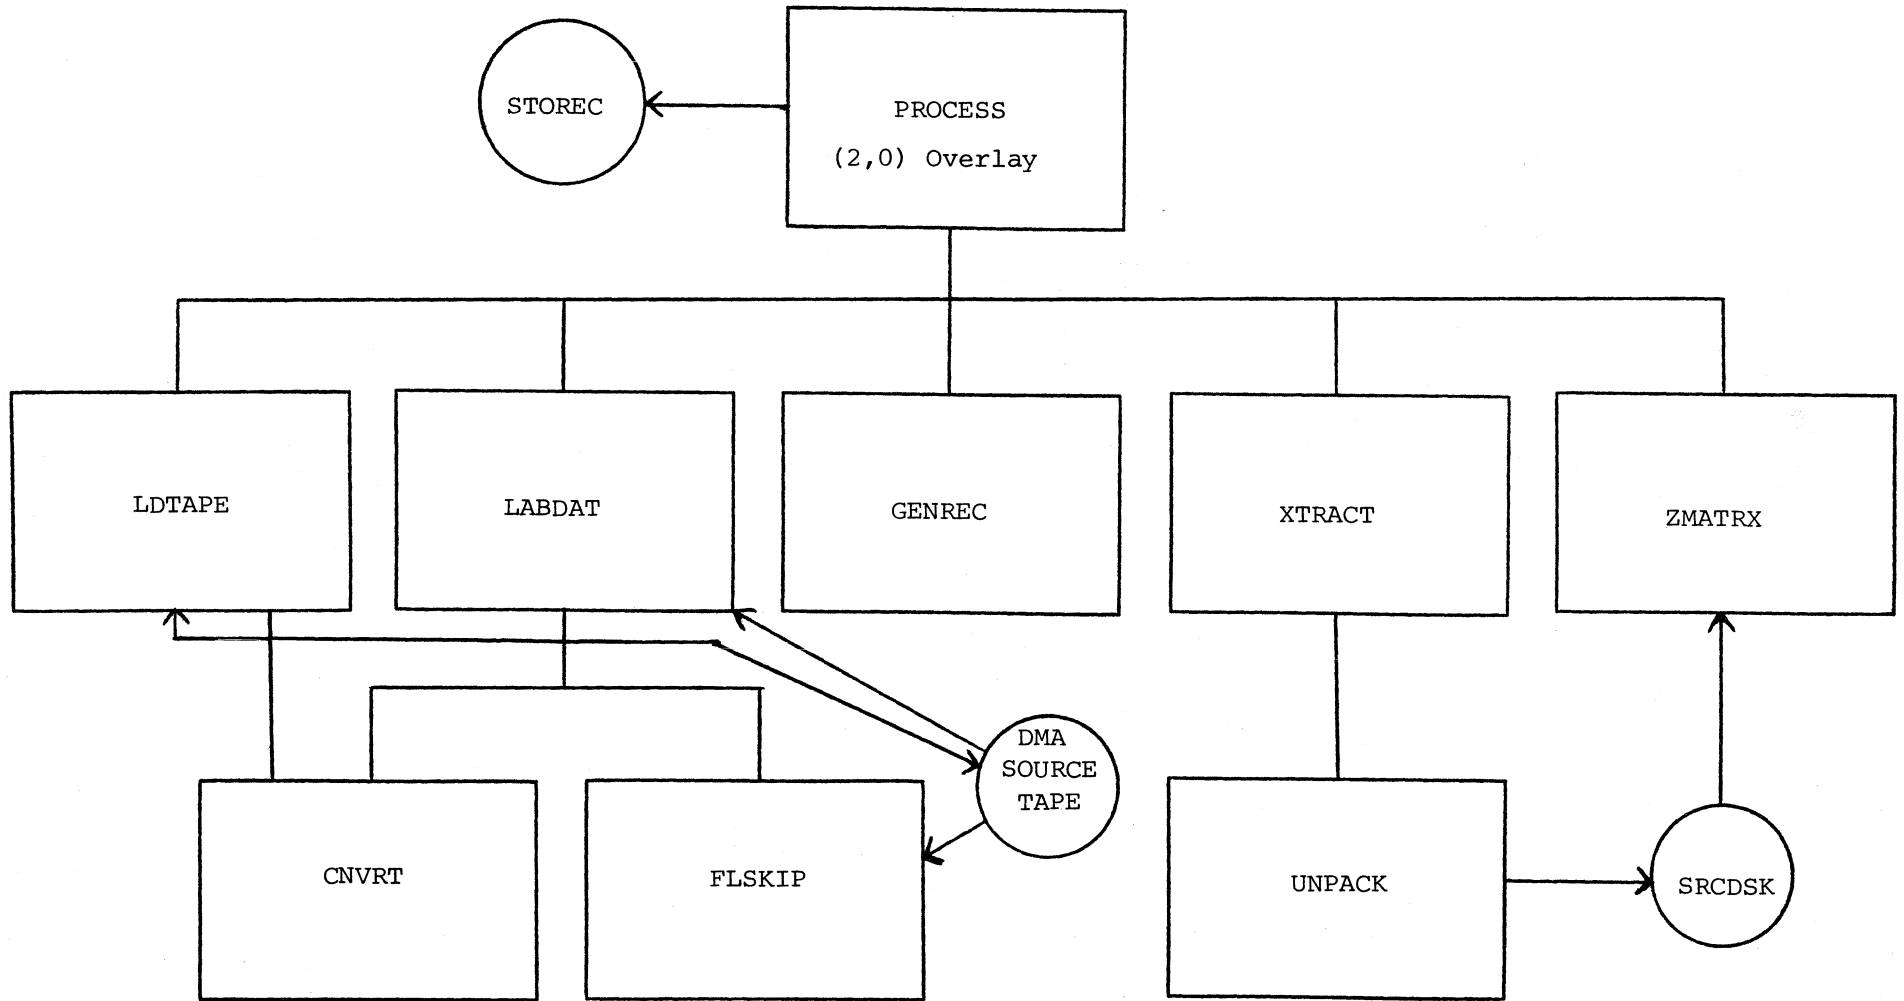 STOREC
PROCESS
(2,0) Overlay
LDTAPE
LABDAT
GENREC
XTRACT
ZMATRX
DMA
SOURCE
TAPE
CNVRT
FLSKIP
UNPACK
SRCDSK